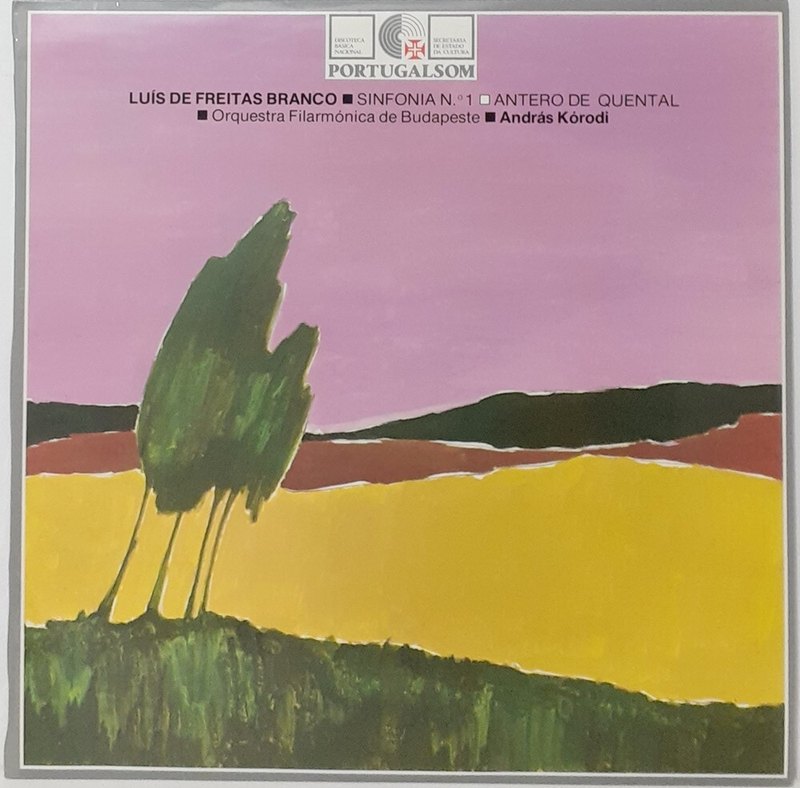 DISCOTECA
BÁSICA
NACIONAL
SECRETARIA
DE ESTADO
DA CULTURA
PORTUGALSOM
LUÍS DE FREITAS BRANCO ■ SINFONIA N.º 1 □ ANTERO DE QUENTAL
■ Orquestra Filarmónica de Budapeste ■ András Kórodi